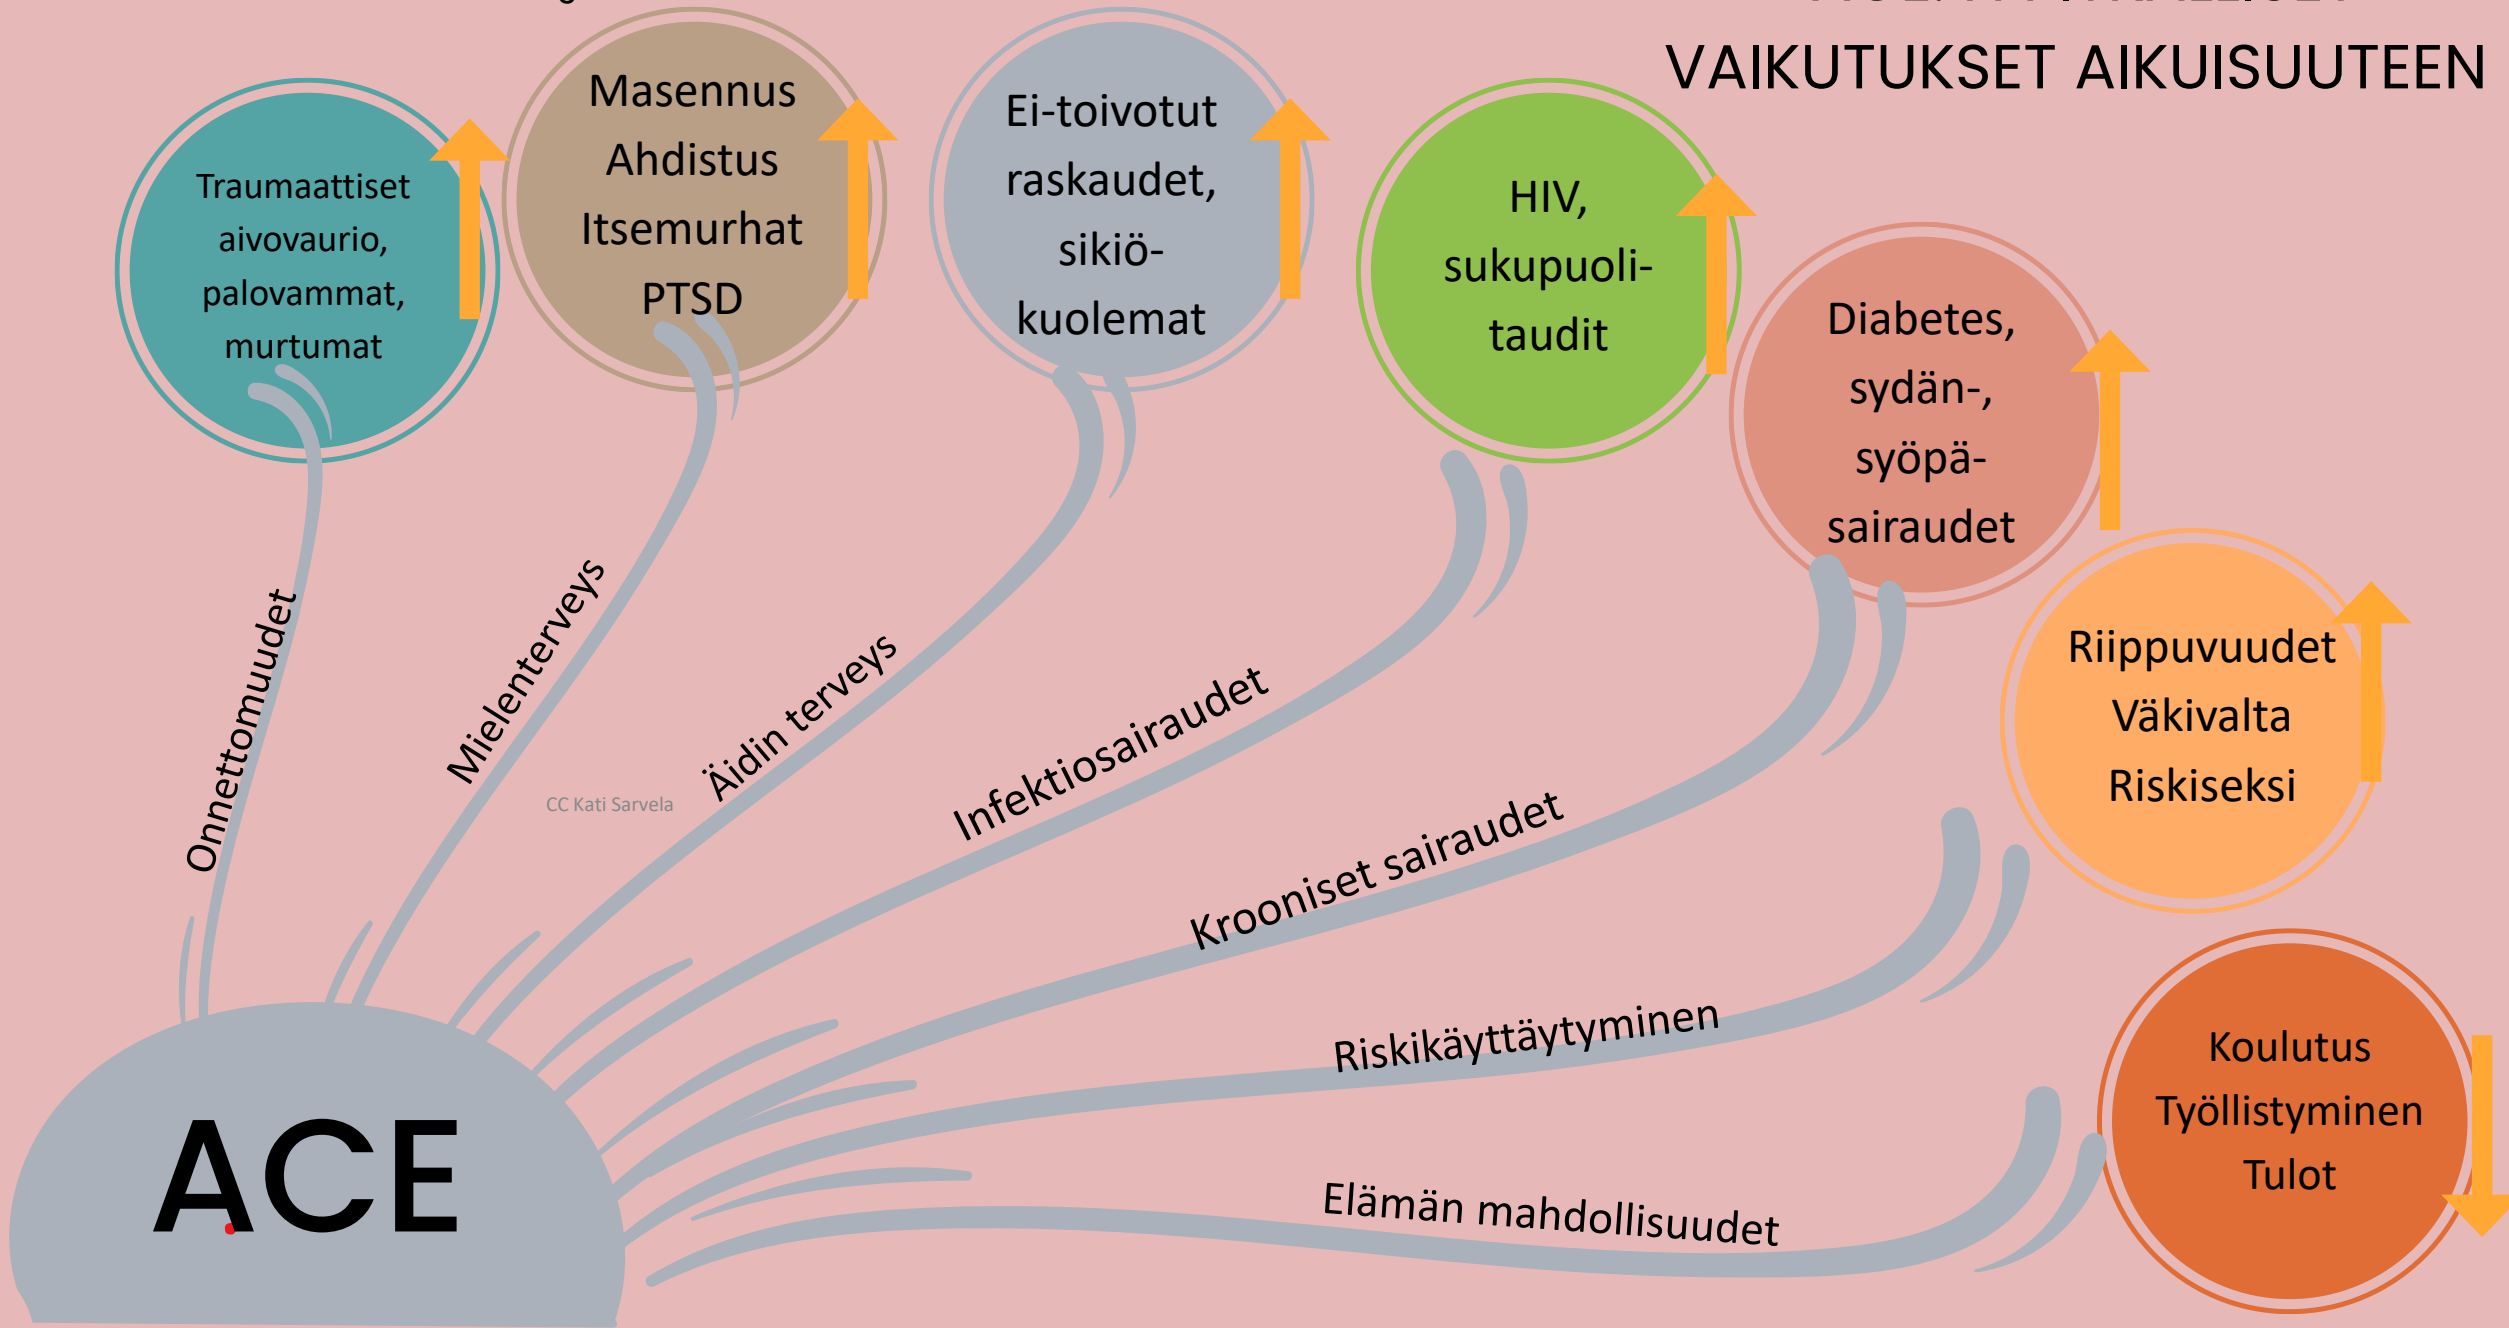 VAIKUTUKSET AIKUISUUTEEN
Traumaattiset
aivovaurio,
palovammat,
murtumat
Masennus
Ahdistus
Itsemurhat
PTSD
Ei-toivotut
raskaudet,
sikiö-
kuolemat
HIV,
sukupuoli-
taudit
Diabetes,
sydän-,
syöpä-
sairaudet
Riippuvuudet
Väkivalta
Riskiseksi
Koulutus
Työllistyminen
Tulot
Onnettomuudet
Mielenterveys
Äidin terveys
Infektiosairaudet
Krooniset sairaudet
Riskikäyttäytyminen
Elämän mahdollisuudet
CC Kati Sarvela
ACE